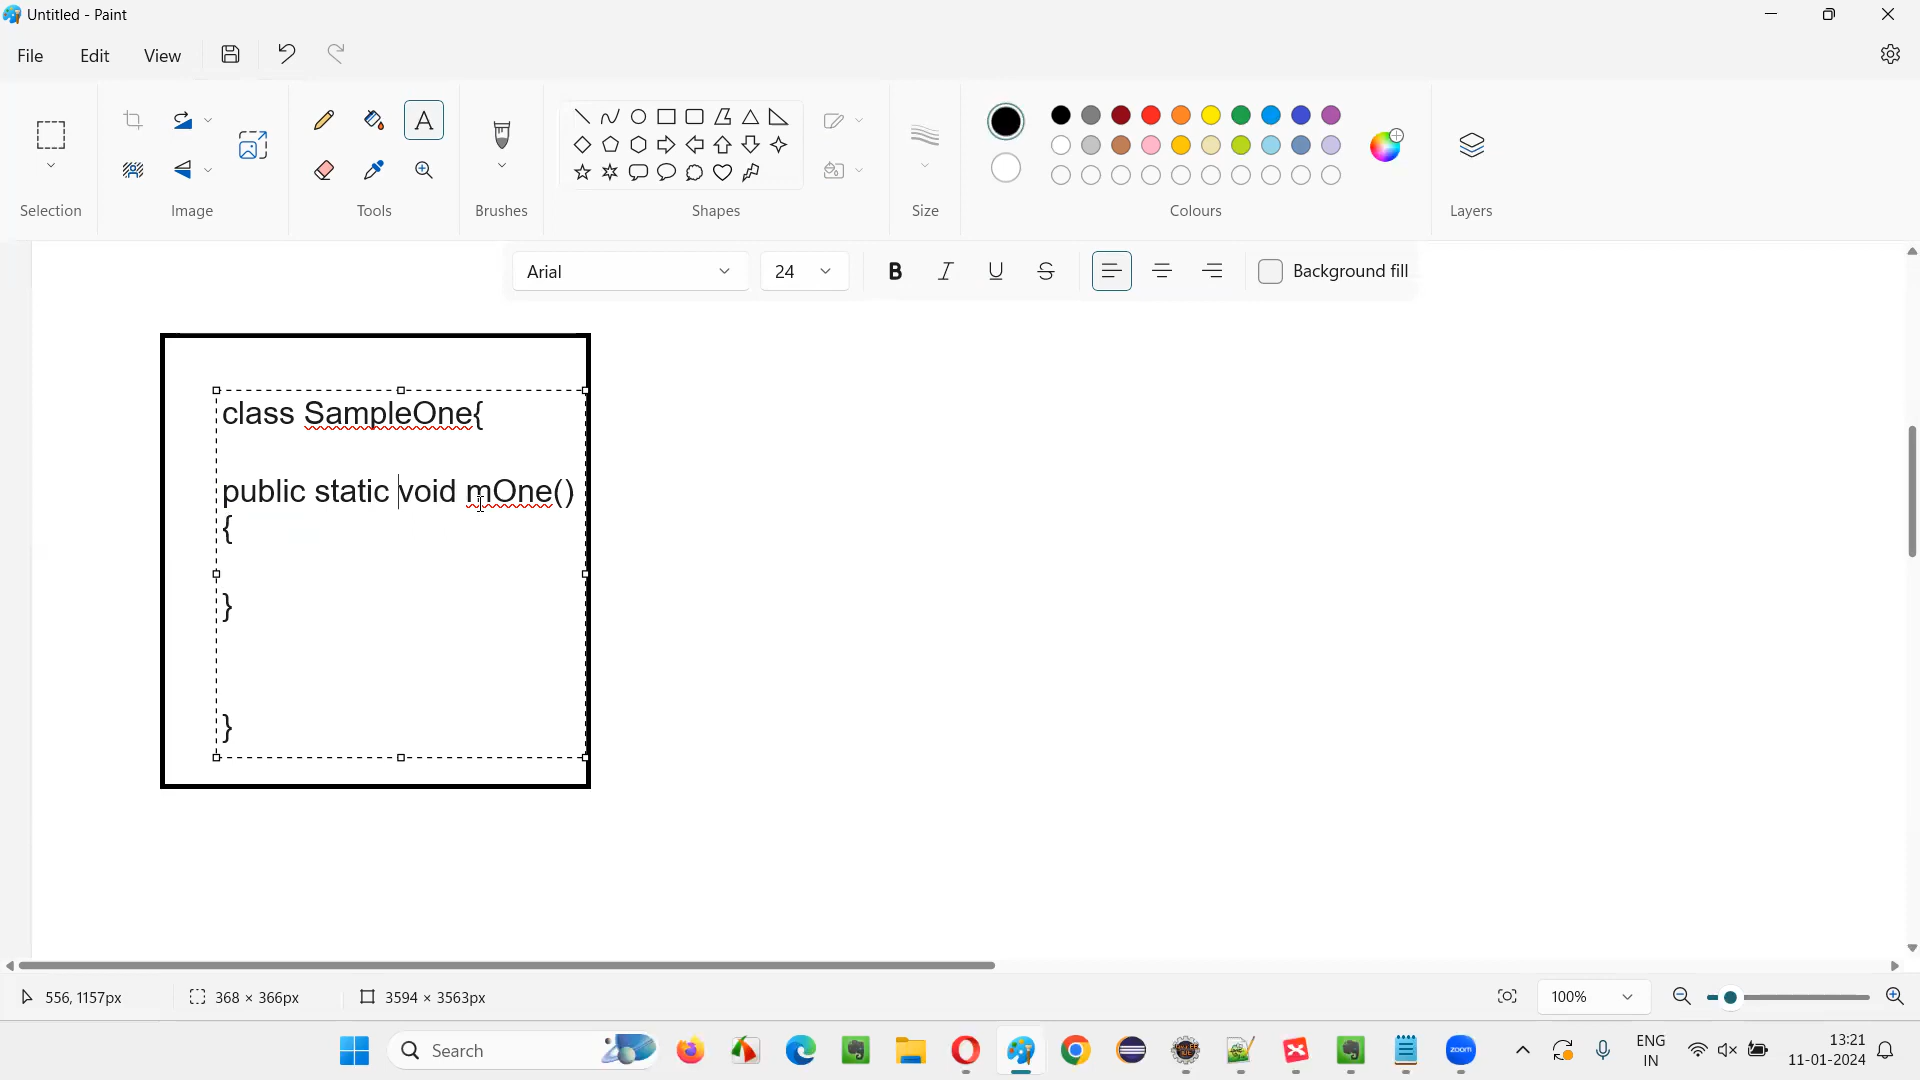 Untitled - Paint
File Edit View
Selection Image Tools Brushes Shapes Size Colours Layers
Arial 24 B I U S Background fill
class SampleOne{
public static void mOne()
{
}
}
556, 1157px 368 × 366px 3594 × 3563px 100%
Search zoom ENG 13:21
IN 11-01-2024